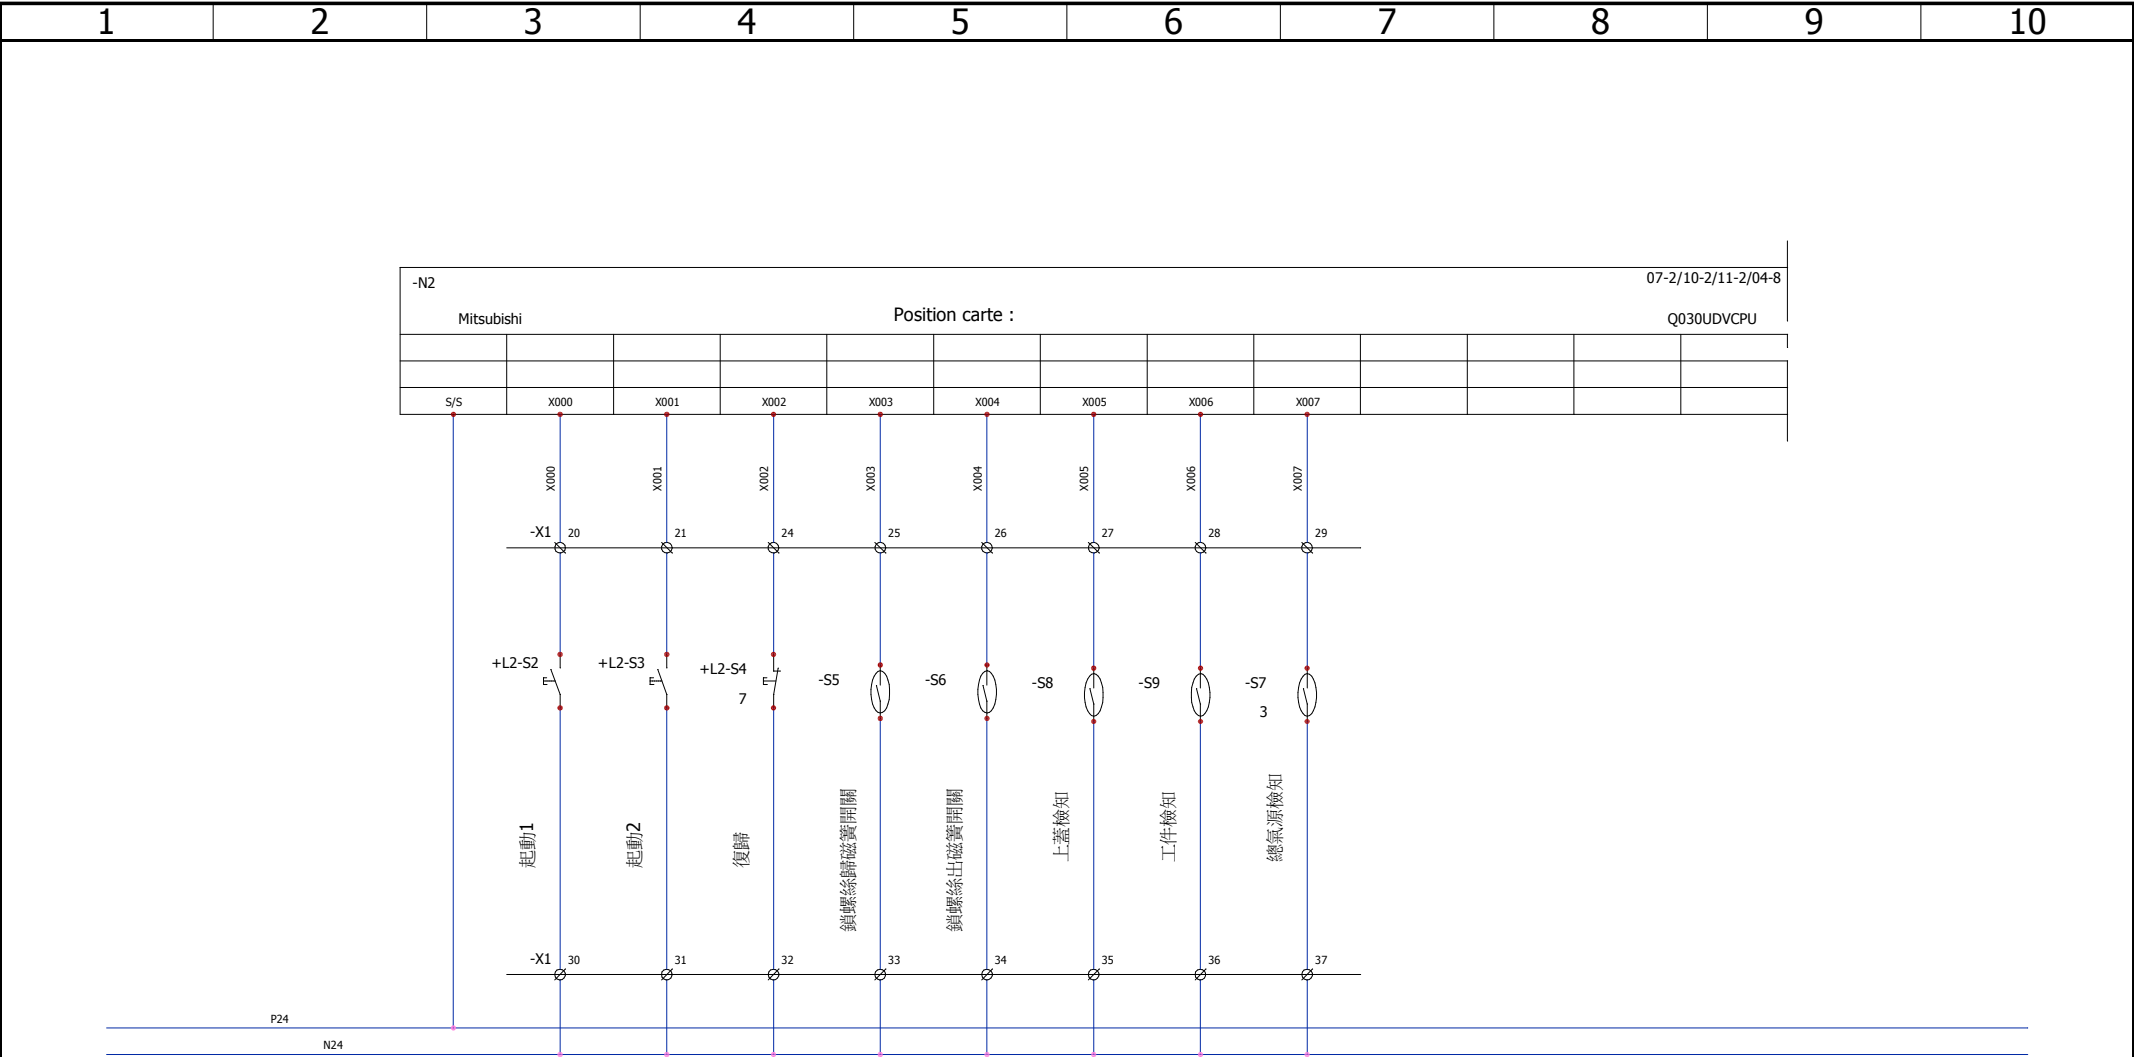 1 2 3 4 5 6 7 8 9 10
-N2 07-2/10-2/11-2/04-8
Mitsubishi Position carte : Q030UDVCPU
S/S X000 X001 X002 X003 X004 X005 X006 X007
X000 X001 X002 X003 X004 X005 X006 X007
-X1 20 21 24 25 26 27 28 29
+L2-S2 +L2-S3 +L2-S4 -S5 -S6 -S8 -S9 -S7
7 3
起動1
起動2
復歸
鎖螺絲歸磁簧開關
鎖螺絲出磁簧開關
上蓋檢知
工件檢知
總氣源檢知
-X1 30 31 32 33 34 35 36 37
P24
N24